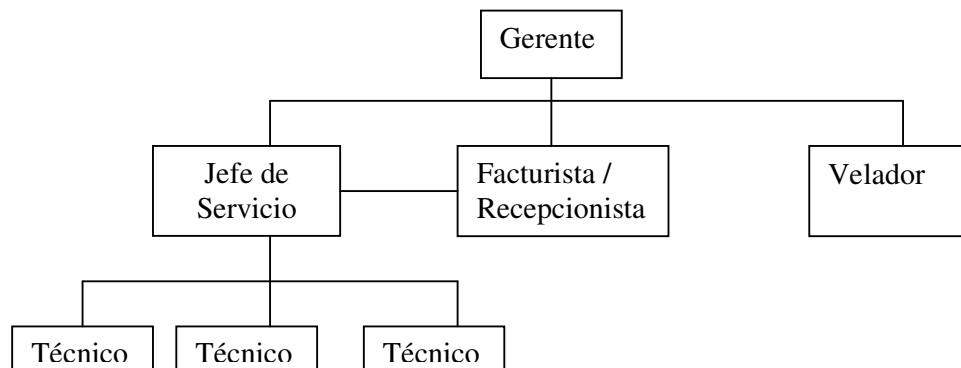 Gerente
Jefe de
Servicio
Facturista /
Recepcionista
Velador
Técnico
Técnico
Técnico